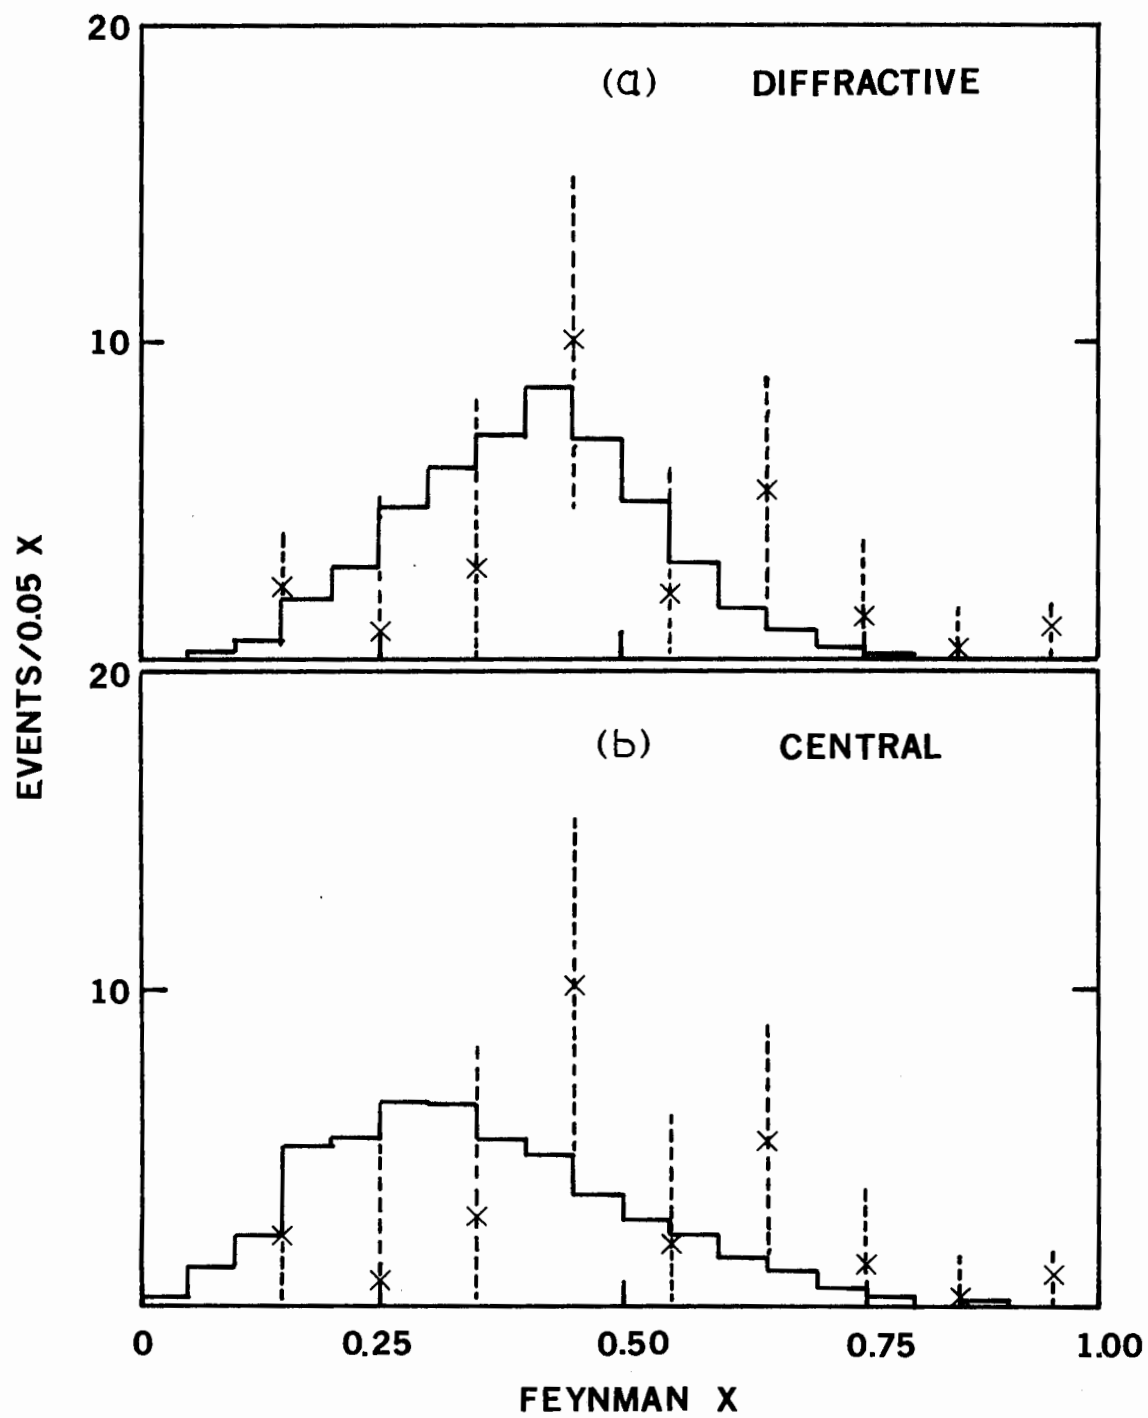 20
(a) DIFFRACTIVE
10
EVENTS/0.05 X
20
(b) CENTRAL
10
0 0.25 0.50 0.75 1.00
FEYNMAN X